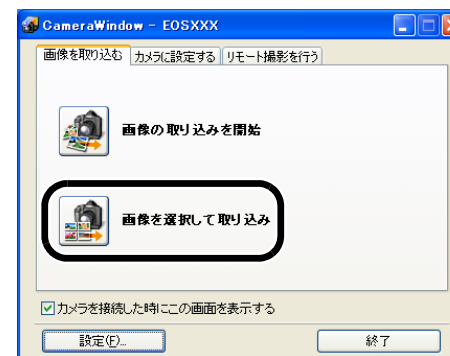 CameraWindow - EOSXXX
画像を取り込む カメラに設定する リモート撮影を行う
画像の取り込みを開始
画像を選択して取り込み
カメラを接続した時にこの画面を表示する
設定(F)... 終了